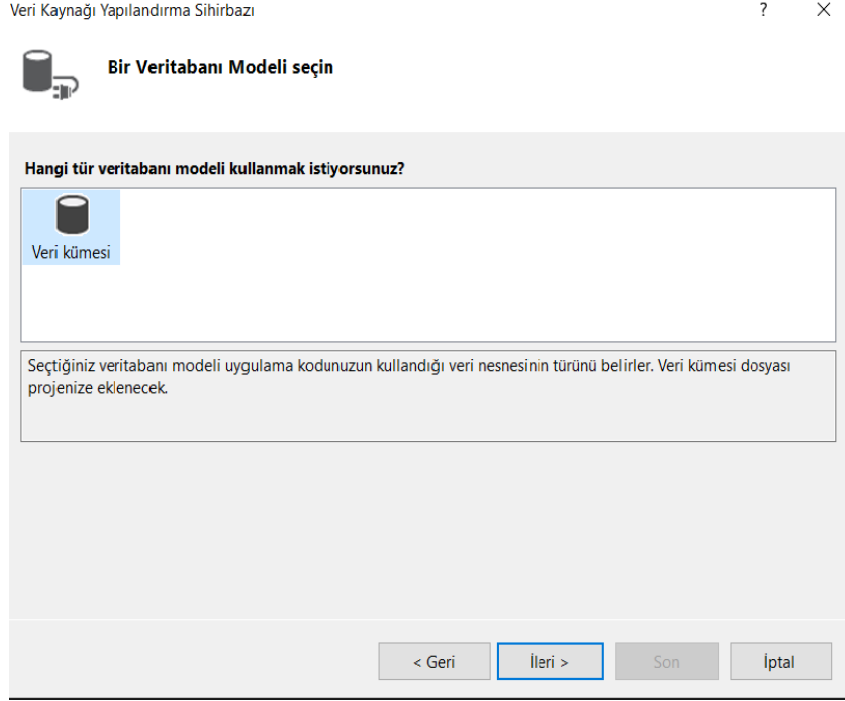 Veri Kaynağı Yapılandırma Sihirbazı
?
Bir Veritabanı Modeli seçin
Hangi tür veritabanı modeli kullanmak istiyorsunuz?
Veri kümesi
Seçtiğiniz veritabanı modeli uygulama kodunuzun kullandığı veri nesnesinin türünü belirler. Veri kümesi dosyası
projenize eklenecek.
< Geri
İleri >
Son
İptal